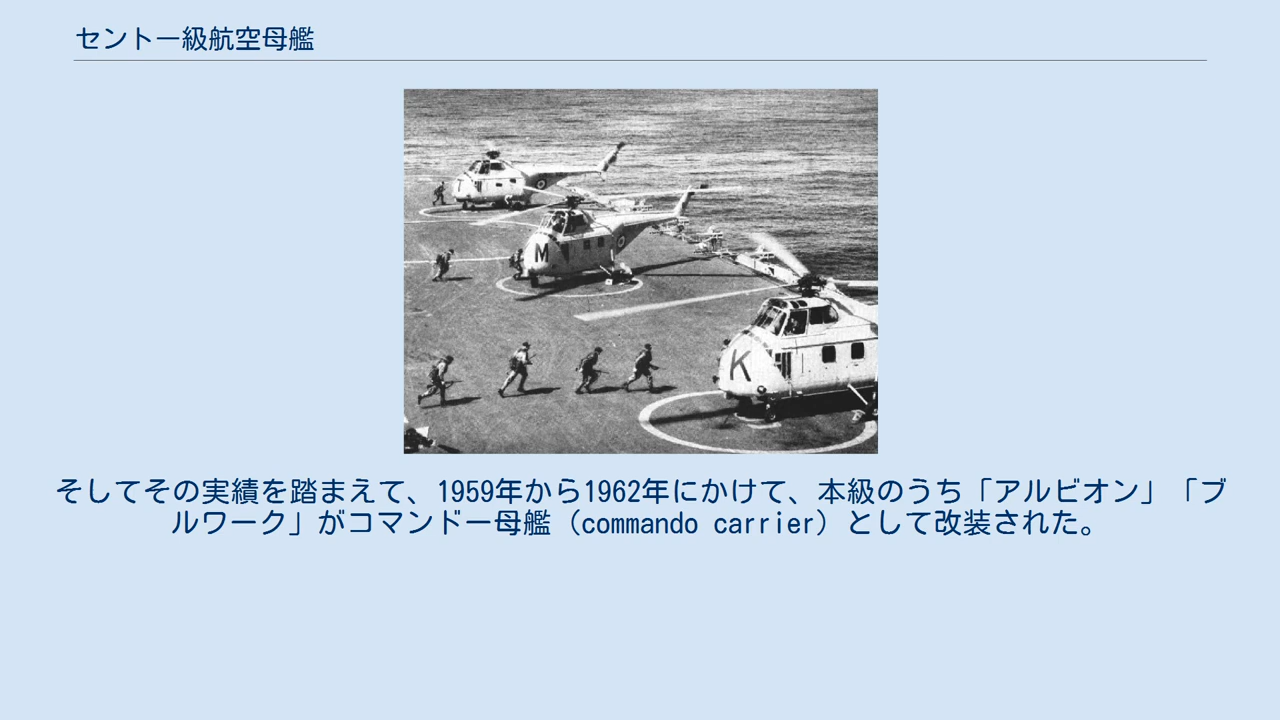 セントー級航空母艦
M
K
そしてその実績を踏まえて、1959年から1962年にかけて、本級のうち「アルビオン」「ブ
ルワーク」がコマンドー母艦（commando carrier）として改装された。